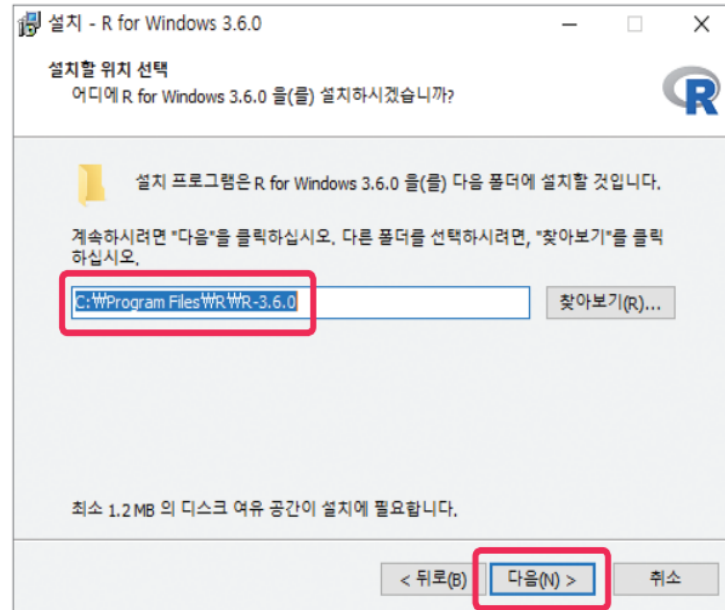 설치 - R for Windows 3.6.0
설치할 위치 선택
어디에 R for Windows 3.6.0 을(를) 설치하시겠습니까?
R
설치 프로그램은 R for Windows 3.6.0 을(를) 다음 폴더에 설치할 것입니다.
계속하시려면 "다음"을 클릭하십시오. 다른 폴더를 선택하시려면, "찾아보기"를 클릭
하십시오.
C:₩Program Files₩R₩R-3.6.0
찾아보기(R)...
최소 1.2 MB 의 디스크 여유 공간이 설치에 필요합니다.
< 뒤로(B) 다음(N) > 취소